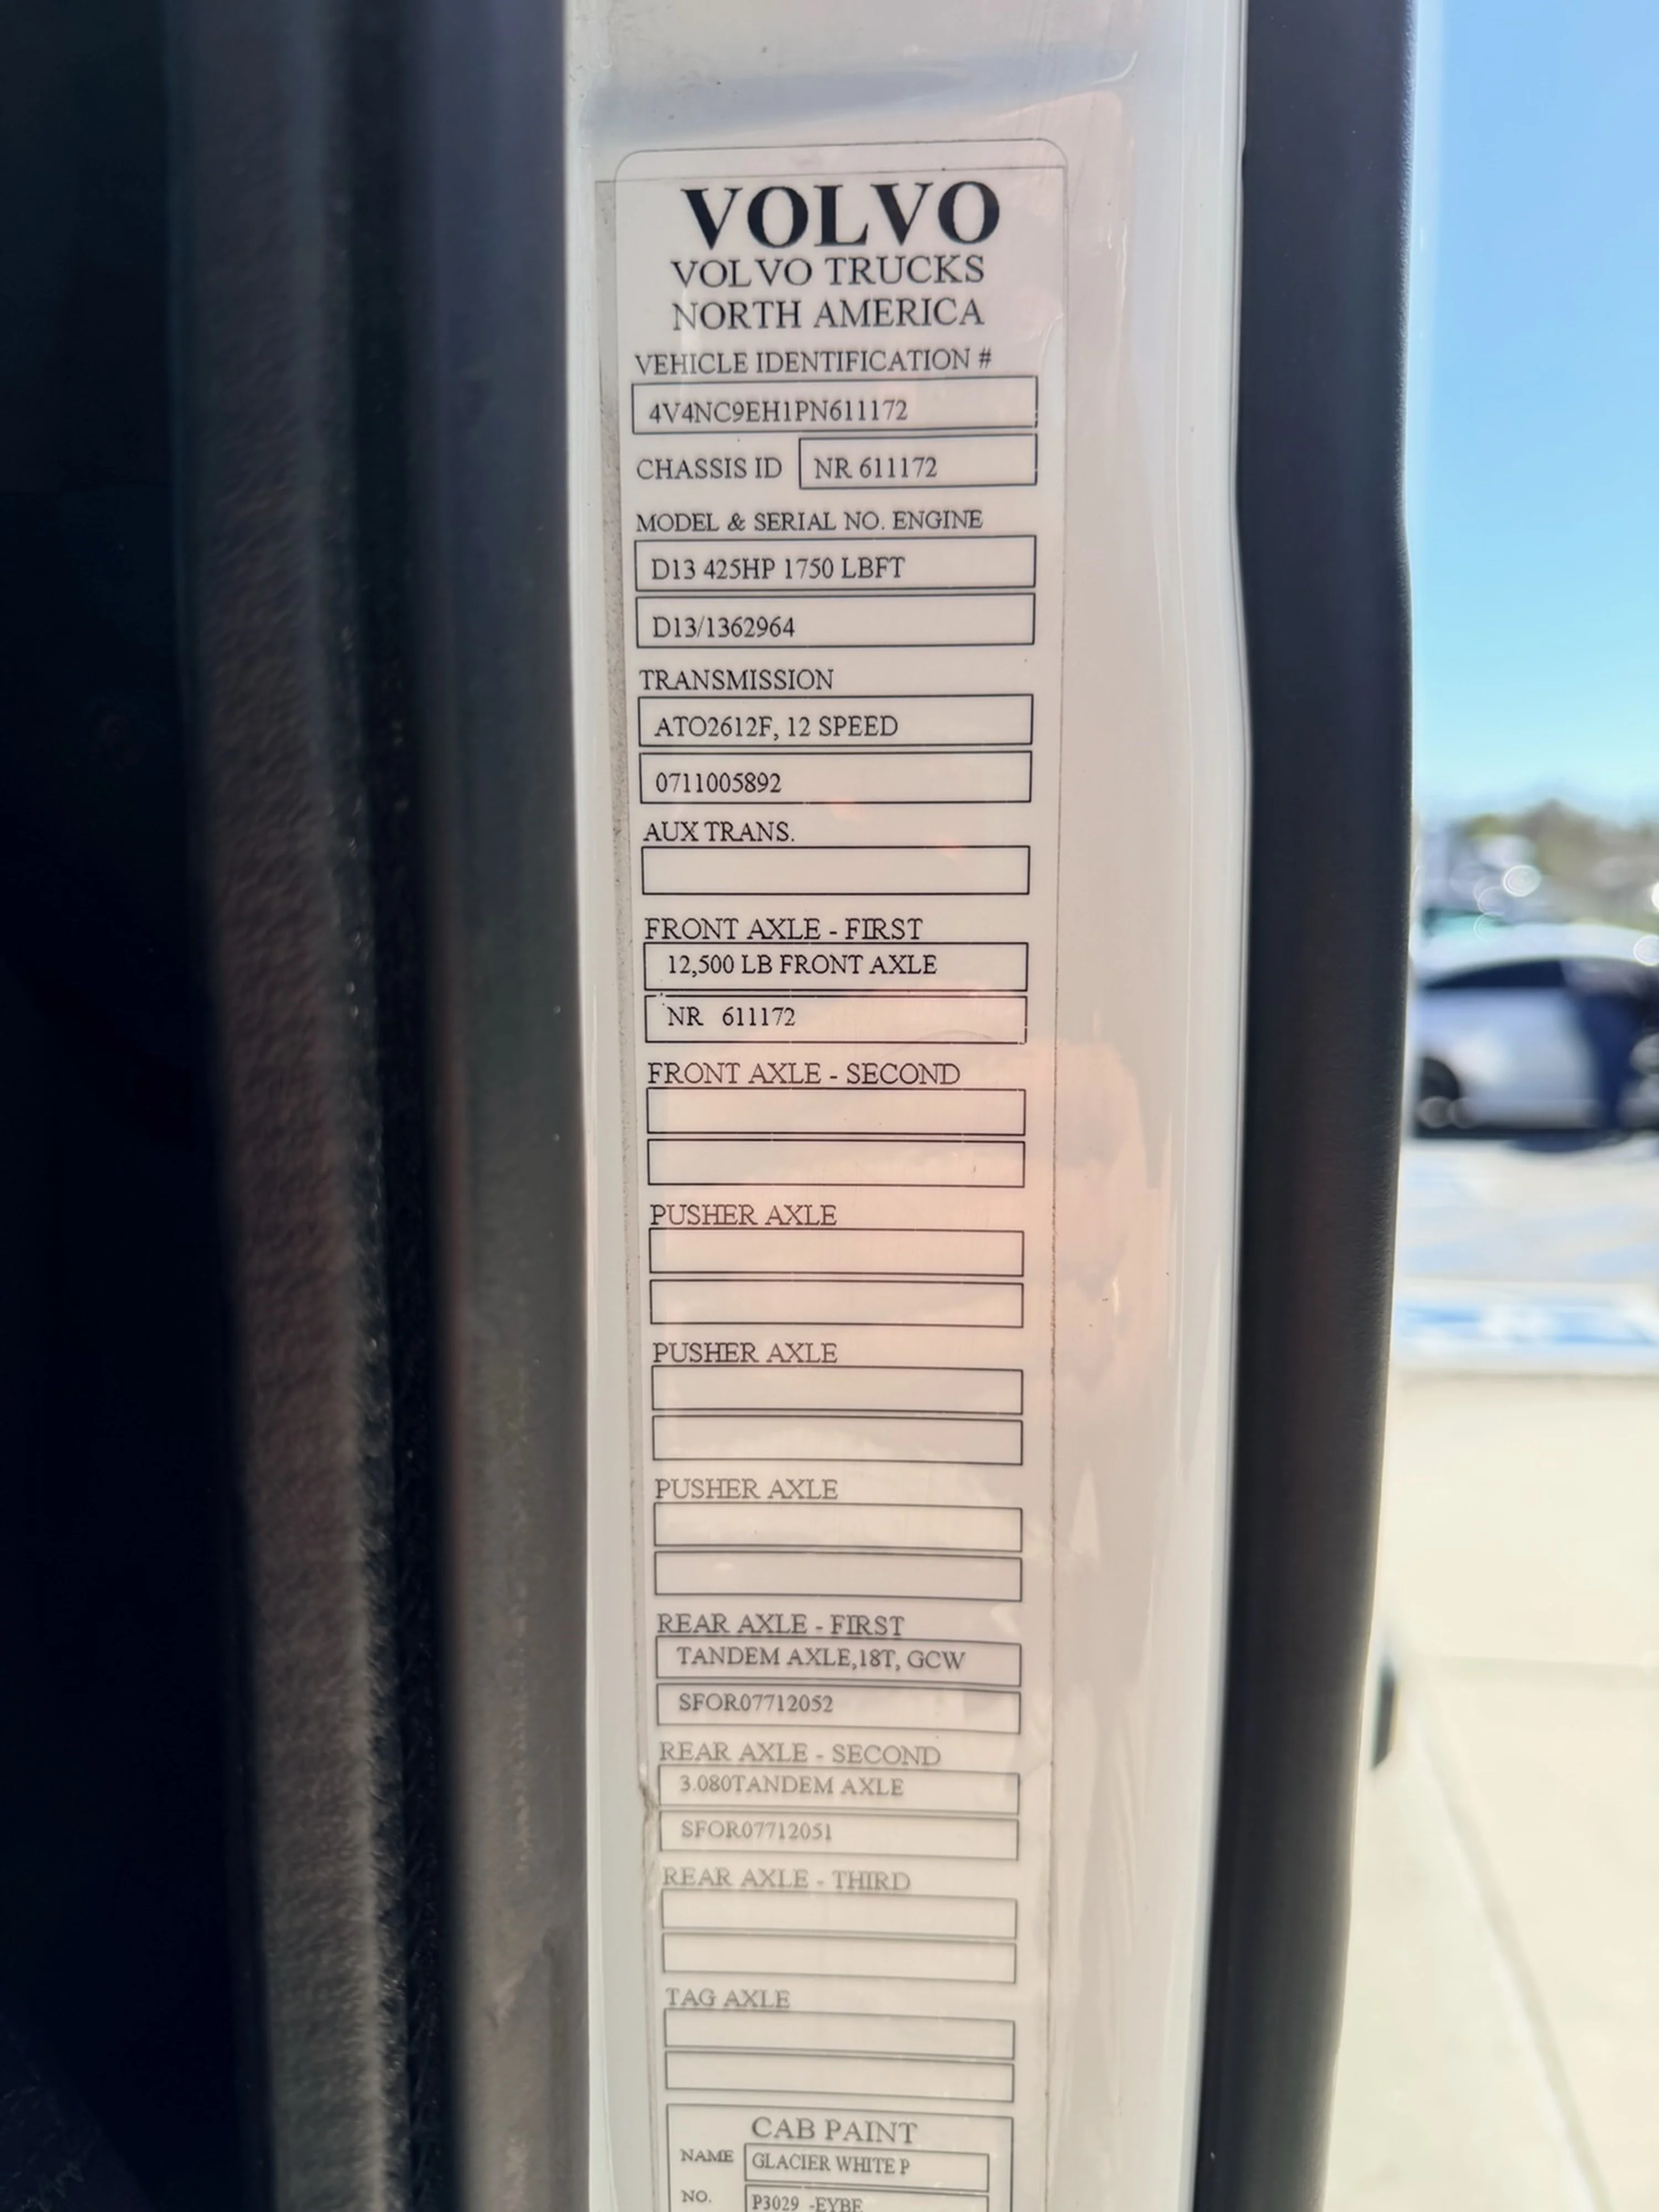 VOLVO
VOLVO TRUCKS
NORTH AMERICA
VEHICLE IDENTIFICATION #
4V4NC9EH1PN611172
CHASSIS ID NR 611172
MODEL & SERIAL NO. ENGINE
D13 425HP 1750 LBFT
D13/1362964
TRANSMISSION
ATO2612F, 12 SPEED
0711005892
AUX TRANS.
FRONT AXLE - FIRST
12,500 LB FRONT AXLE
NR 611172
FRONT AXLE - SECOND
PUSHER AXLE
PUSHER AXLE
PUSHER AXLE
REAR AXLE - FIRST
TANDEM AXLE,18T, GCW
SFOR07712052
REAR AXLE - SECOND
3.080TANDEM AXLE
SFOR07712051
REAR AXLE - THIRD
TAG AXLE
CAB PAINT
NAME GLACIER WHITE P
NO. P3029 -EYBE